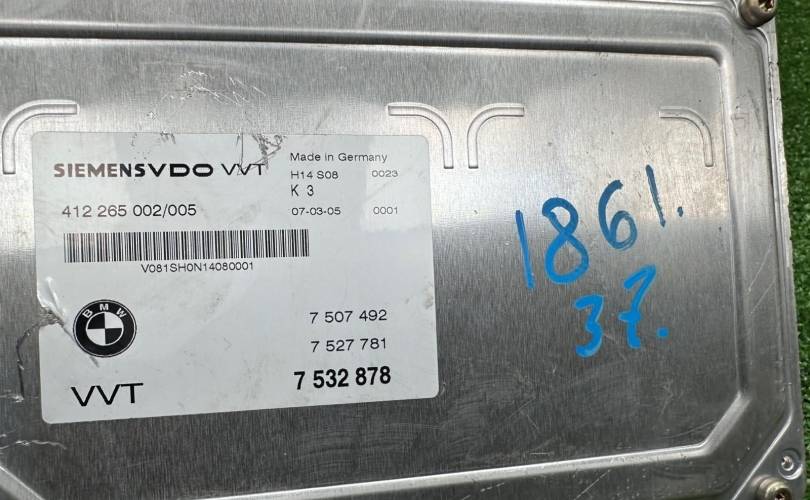 SIEMENSVDO VVT
Made in Germany
H14 S08 0023
K 3
412 265 002/005
07-03-05 0001
V081SH0N14080001
BMW
7 507 492
7 527 781
VVT
7 532 878
1861.
37.